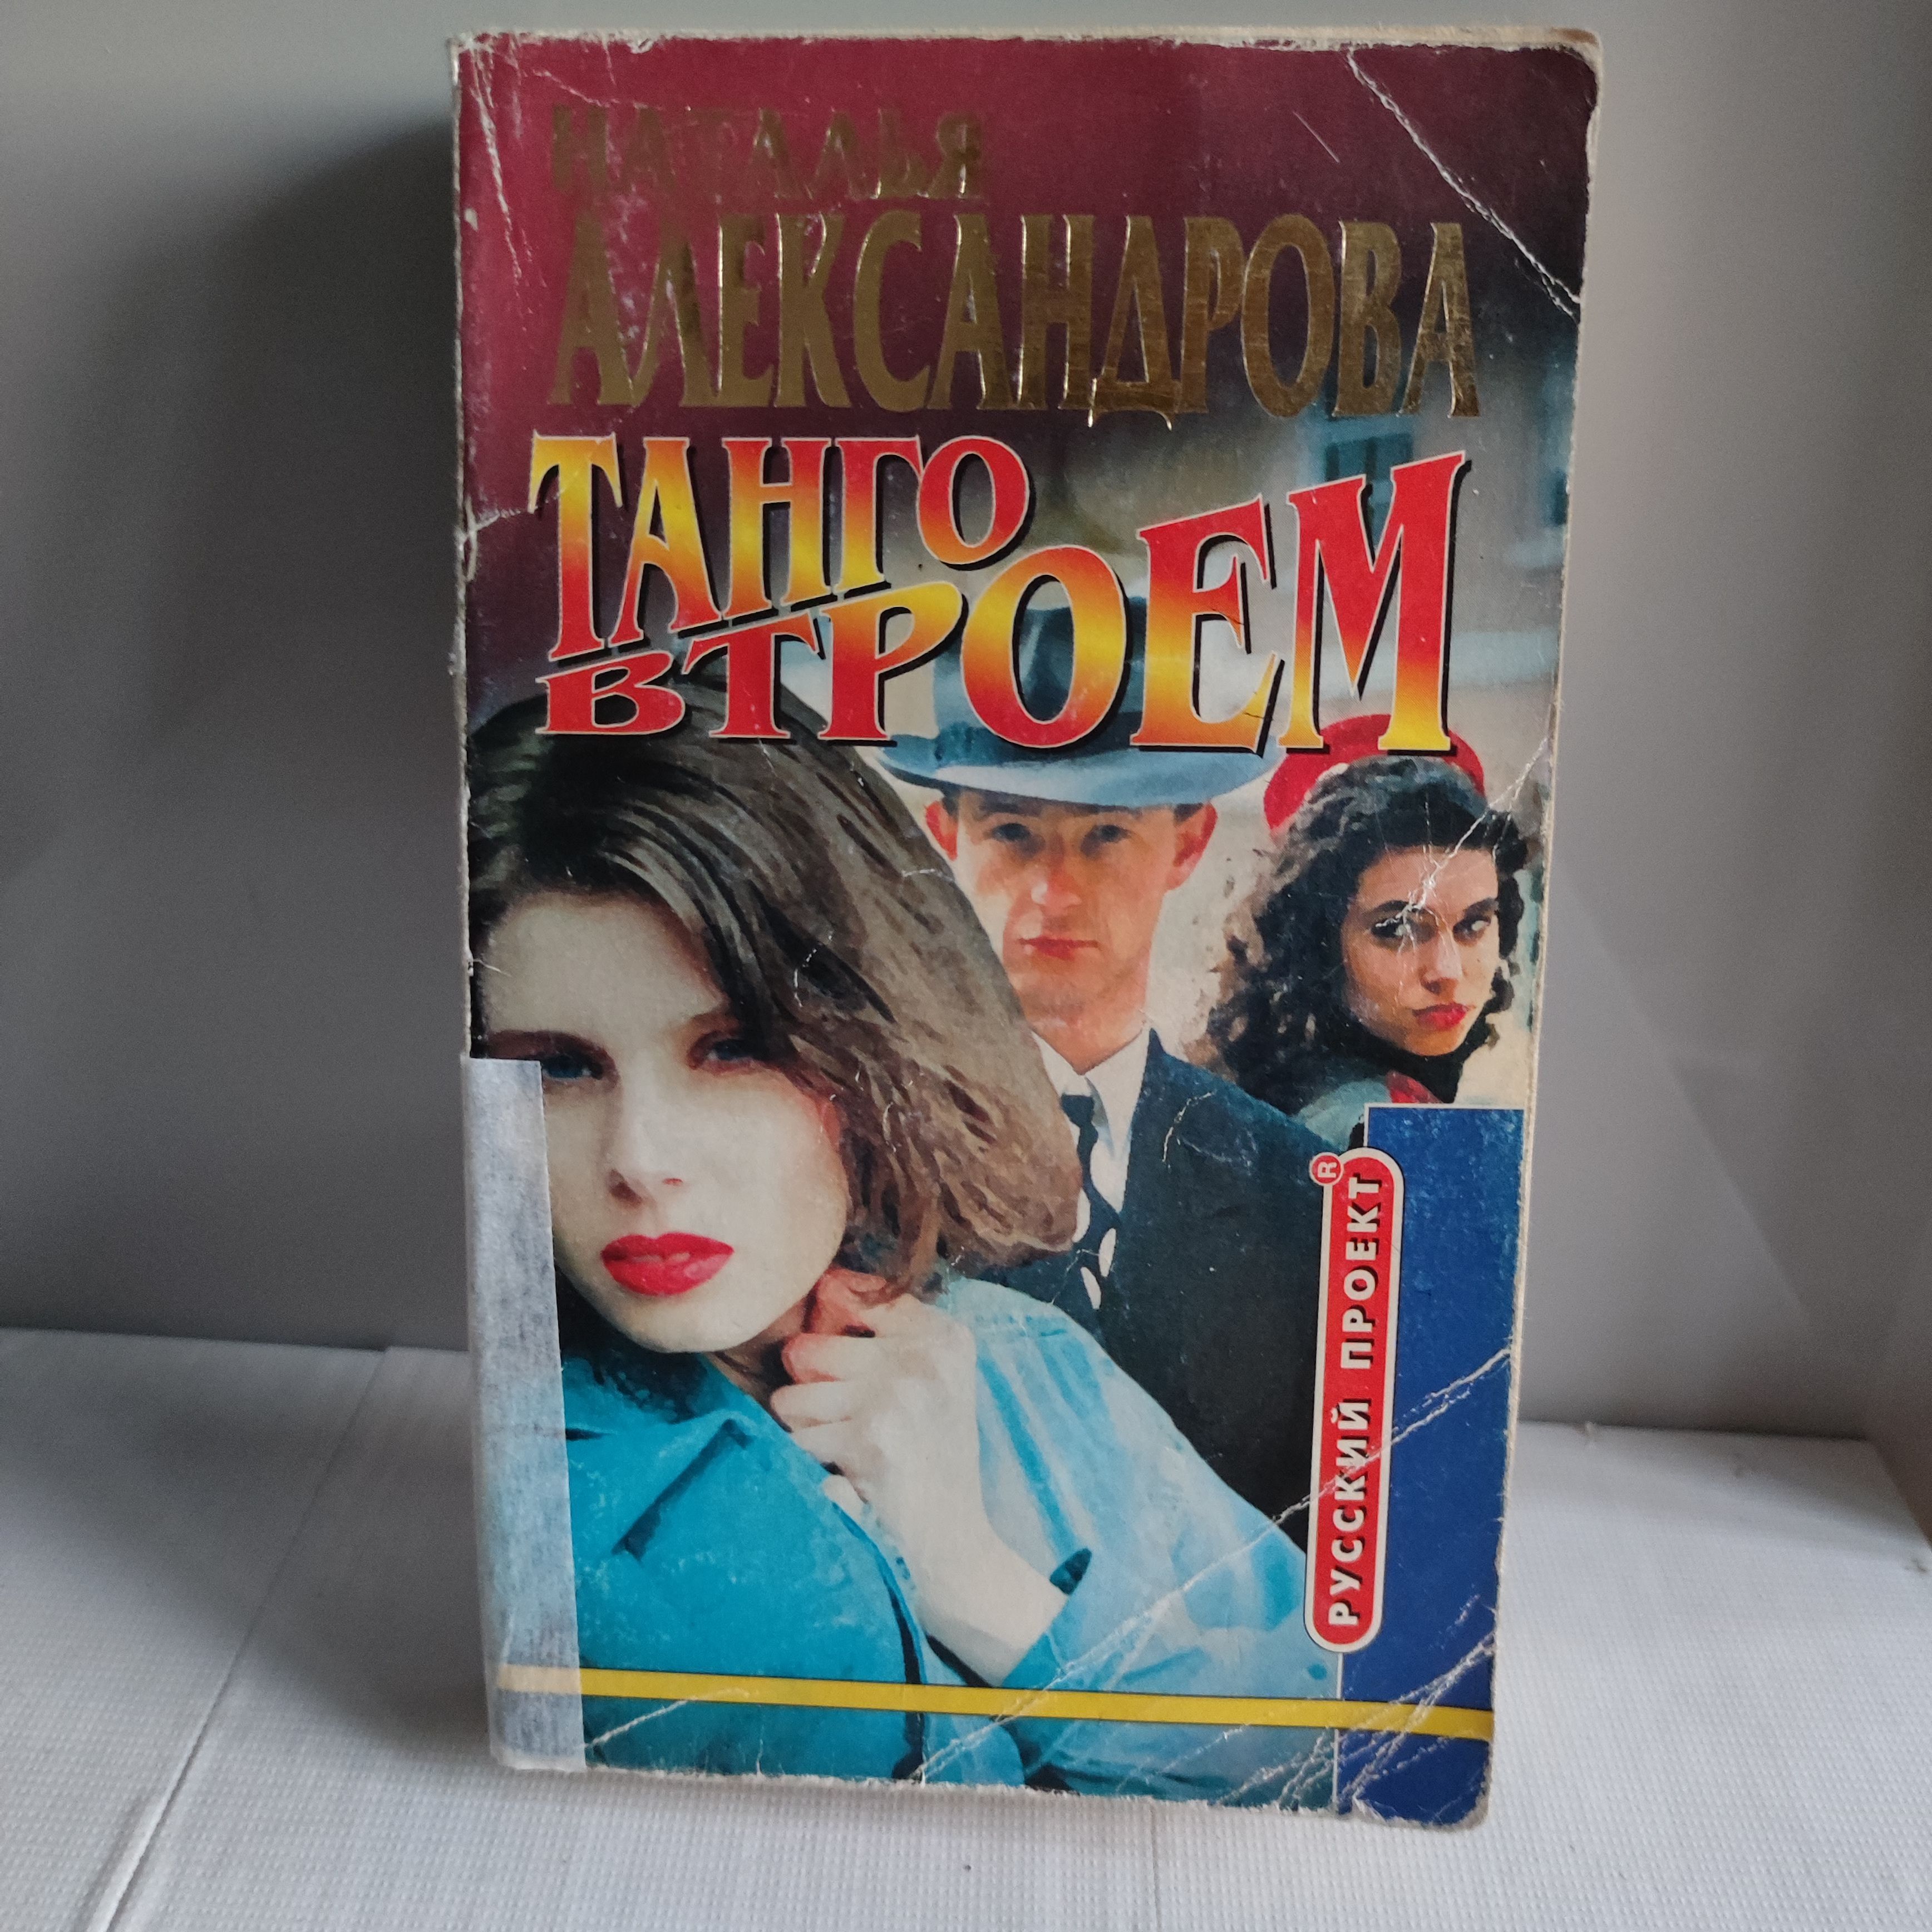 НАТАЛЬЯ
АЛЕКСАНДРОВА
ТАНГО
ВТРОЕМ
РУССКИЙ ПРОЕКТ ®